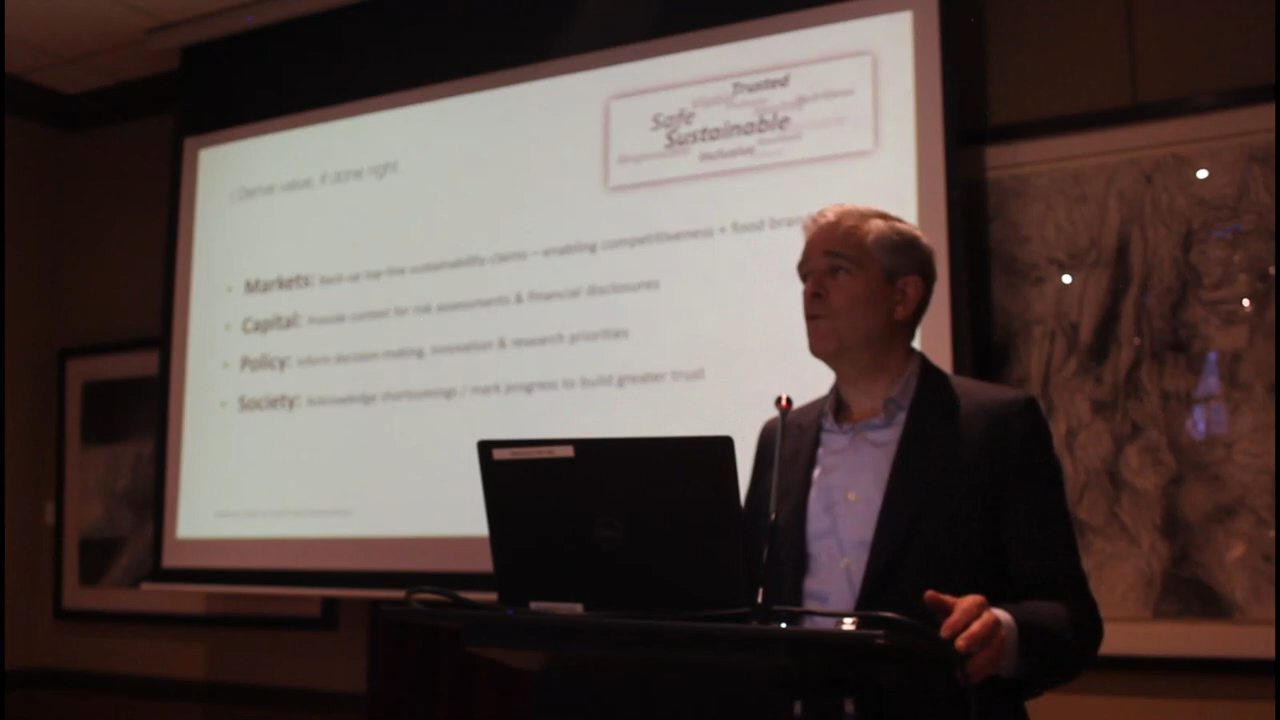 Trusted
Safe
Sustainable
Inclusive
Derive value, if done right
Markets: Back-up top-line sustainability claims – enabling competitiveness + food brand
Capital: Provide context for risk assessments & financial disclosures
Policy: Inform decision-making, innovation & research priorities
Society: Acknowledge shortcomings / mark progress to build greater trust